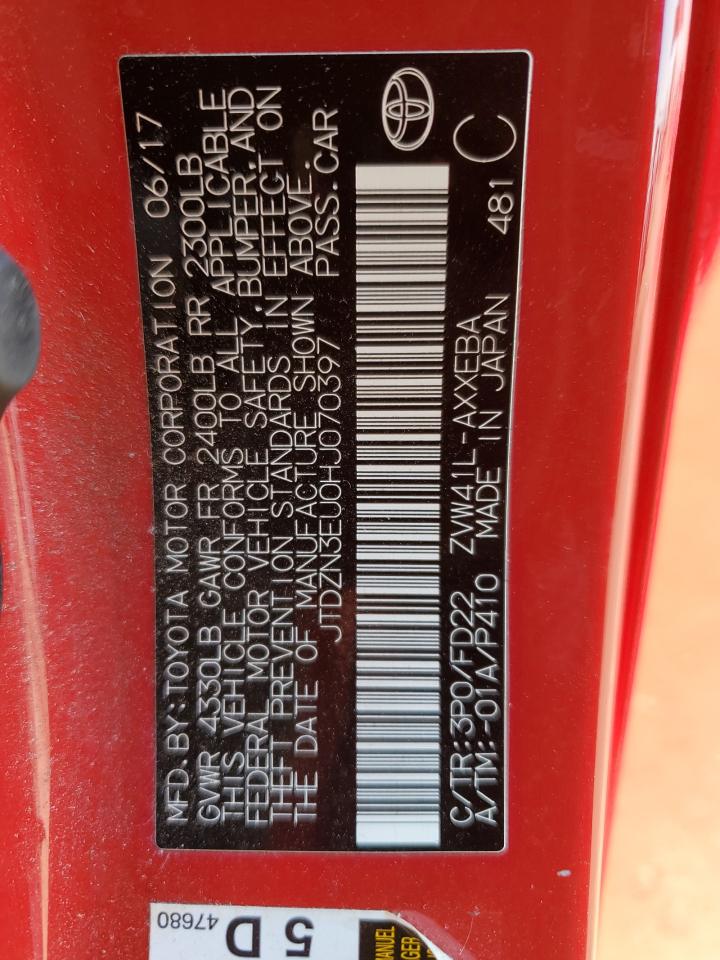 MFD.BY:TOYOTA MOTOR CORPORATION 06/17
GVWR 4330LB GAWR FR 2400LB RR 2300LB
THIS VEHICLE CONFORMS TO ALL APPLICABLE
FEDERAL MOTOR VEHICLE SAFETY,BUMPER,AND
THEFT PREVENTION STANDARDS IN EFFECT ON
THE DATE OF MANUFACTURE SHOWN ABOVE.
JTDZN3EU0HJ070397 PASS.CAR
C/TR:3P0/FD22 ZVW41L-AXXEBA
A/TM:-01A/P410 MADE IN JAPAN 481 C
47680
5 D